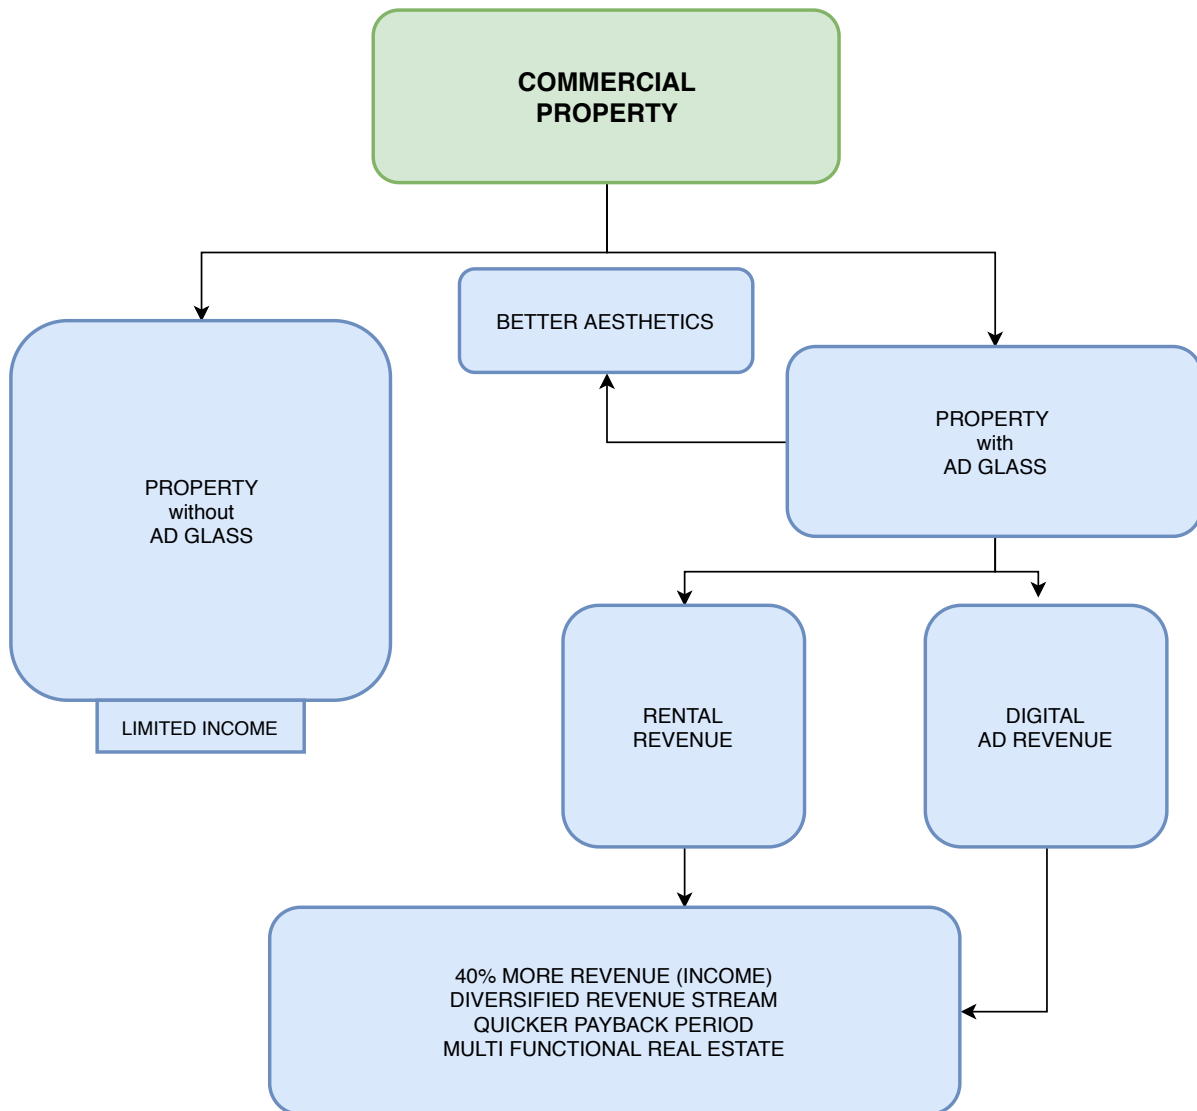 COMMERCIAL
PROPERTY
BETTER AESTHETICS
PROPERTY
without
AD GLASS
LIMITED INCOME
PROPERTY
with
AD GLASS
RENTAL
REVENUE
DIGITAL
AD REVENUE
40% MORE REVENUE (INCOME)
DIVERSIFIED REVENUE STREAM
QUICKER PAYBACK PERIOD
MULTI FUNCTIONAL REAL ESTATE